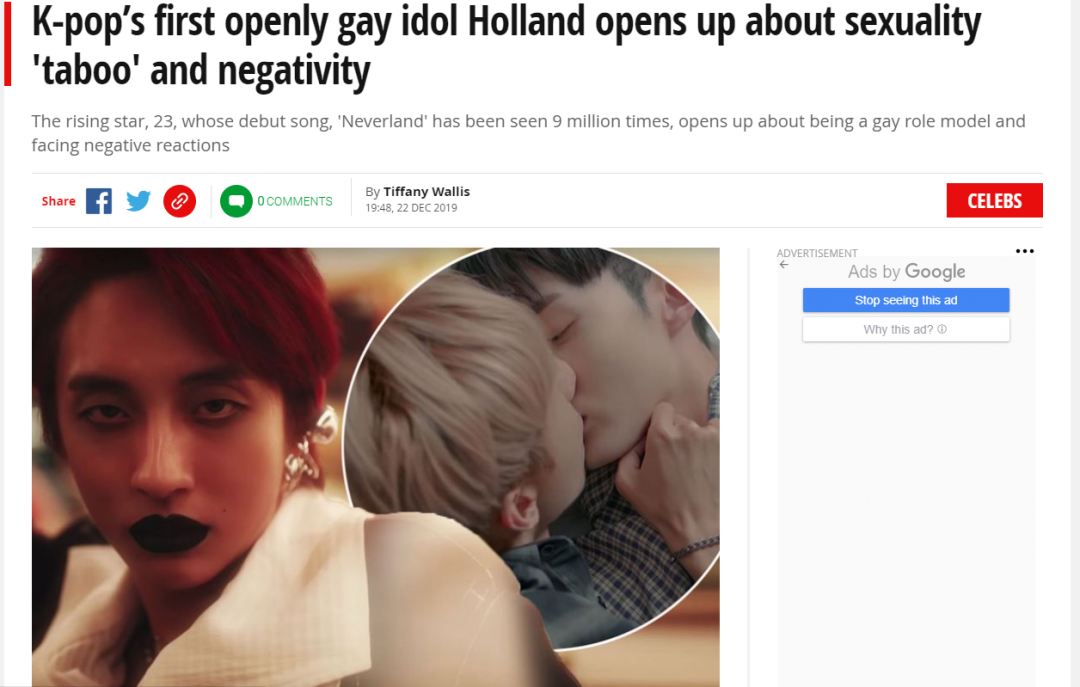 K-pop’s first openly gay idol Holland opens up about sexuality
'taboo' and negativity
The rising star, 23, whose debut song, 'Neverland' has been seen 9 million times, opens up about being a gay role model and
facing negative reactions
Share
0 COMMENTS
By Tiffany Wallis
19:48, 22 DEC 2019
CELEBS
ADVERTISEMENT
Ads by Google
Stop seeing this ad
Why this ad?